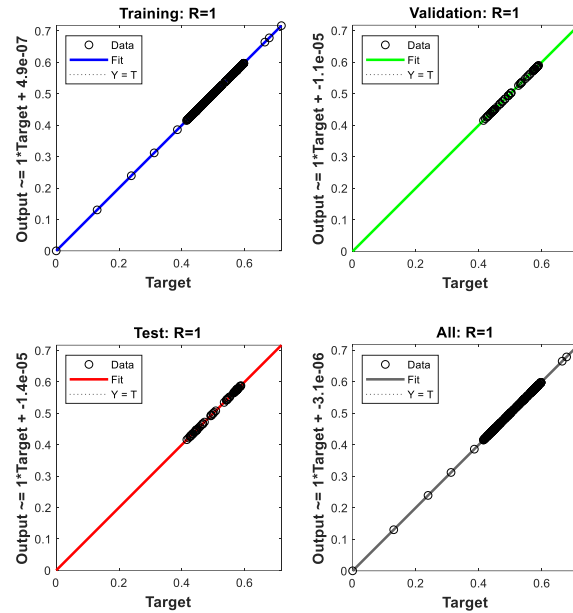 Training: R=1
Output ~= 1*Target + 4.9e-07
0.7
0.6
0.5
0.4
0.3
0.2
0.1
0
Data
Fit
Y = T
0
0.2
0.4
0.6
Target
Validation: R=1
Output ~= 1*Target + -1.1e-05
0.7
0.6
0.5
0.4
0.3
0.2
0.1
0
Data
Fit
Y = T
0
0.2
0.4
0.6
Target
Test: R=1
Output ~= 1*Target + -1.4e-05
0.7
0.6
0.5
0.4
0.3
0.2
0.1
0
Data
Fit
Y = T
0
0.2
0.4
0.6
Target
All: R=1
Output ~= 1*Target + -3.1e-06
0.7
0.6
0.5
0.4
0.3
0.2
0.1
0
Data
Fit
Y = T
0
0.2
0.4
0.6
Target